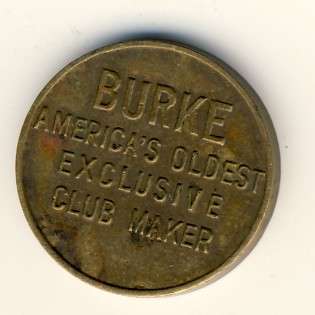 BURKE
AMERICA'S OLDEST
EXCLUSIVE
CLUB MAKER